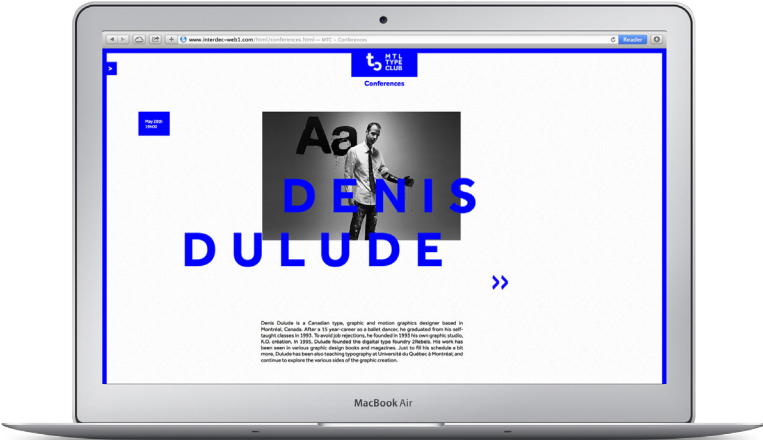 www.interdec-web1.com/html/conferences.html — MTC - Conferences
Reader
>
MTL
TYPE
CLUB
Conferences
May 28th
19h00
Aa
DENIS
DULUDE
>>
Denis Dulude is a Canadian type, graphic and motion graphics designer based in
Montréal, Canada. After a 15 year-career as a ballet dancer, he graduated from his self-
taught classes in 1993. To avoid job rejections, he founded in 1993 his own graphic studio,
K.O. création. In 1995, Dulude founded the digaital type foundry 2Rebels. His work has
been seen in various graphic design books and magazines. Just to fill his schedule a bit
more, Dulude has been also teaching typography at Université du Québec à Montréal; and
continue to explore the various sides of the graphic creation.
MacBook Air